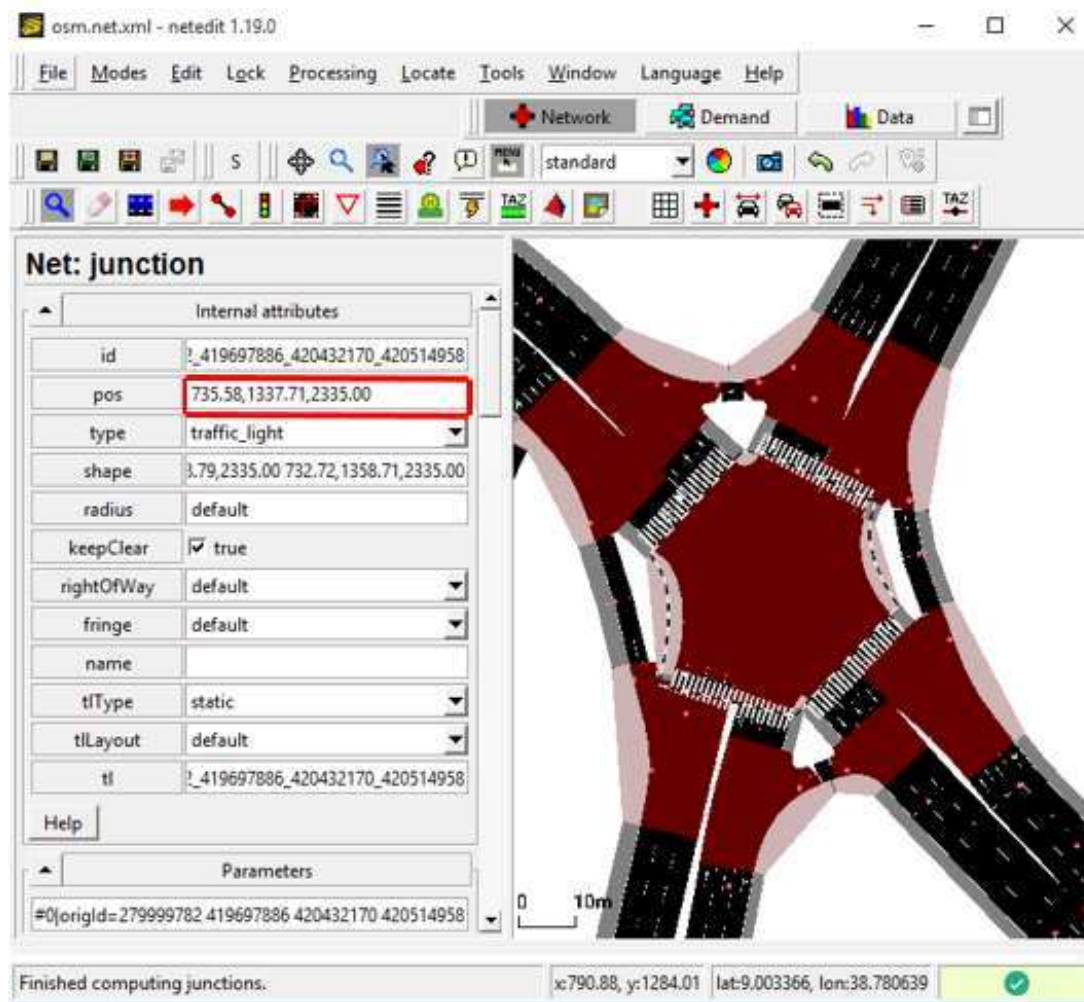 osm.net.xml - netedit 1.19.0
File Modes Edit Lock Processing Locate Tools Window Language Help
Network Demand Data
S MENU standard
TAZ TAZ
Net: junction
Internal attributes
id _419697886_420432170_420514958
pos 735.58,1337.71,2335.00
type traffic_light
shape 3.79,2335.00 732.72,1358.71,2335.00
radius default
keepClear true
rightOfWay default
fringe default
name
tlType static
tlLayout default
tl _419697886_420432170_420514958
Help
Parameters
#0|origId=279999782 419697886 420432170 420514958
0 10m
Finished computing junctions. x:790.88, y:1284.01 lat:9.003366, lon:38.780639